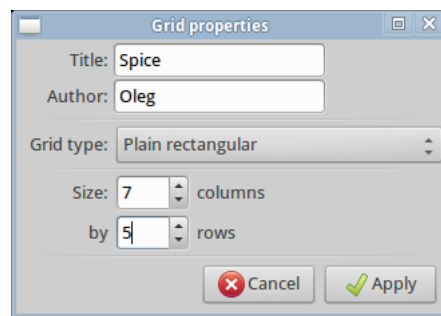 Grid properties
Title: Spice
Author: Oleg
Grid type: Plain rectangular
Size: 7 columns
by 5 rows
Cancel Apply